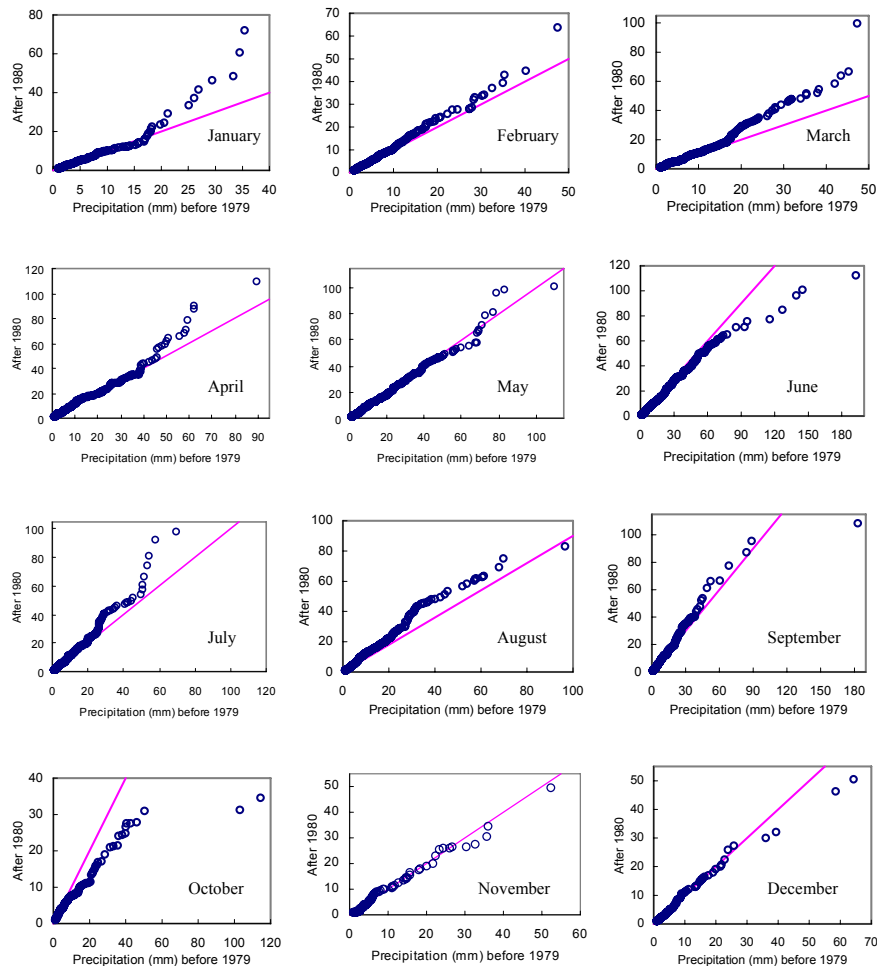 80
60
40
20
0
After 1980
January
0 5 10 15 20 25 30 35 40
Precipitation (mm) before 1979
70
60
50
40
30
20
10
0
After 1980
February
0 10 20 30 40 50
Precipitation (mm) before 1979
100
80
60
40
20
0
After 1980
March
0 10 20 30 40 50
Precipitation (mm) before 1979
120
100
80
60
40
20
0
After 1980
April
0 10 20 30 40 50 60 70 80 90
Precipitation (mm) before 1979
120
100
80
60
40
20
0
After 1980
May
0 20 40 60 80 100
Precipitation (mm) before 1979
120
100
80
60
40
20
0
After 1980
June
0 30 60 90 120 150 180
Precipitation (mm) before 1979
100
80
60
40
20
0
After 1980
July
0 20 40 60 80 100 120
Precipitation (mm) before 1979
100
80
60
40
20
0
After 1980
August
0 20 40 60 80 100
Precipitation (mm) before 1979
100
80
60
40
20
0
After 1980
September
0 30 60 90 120 150 180
Precipitation (mm) before 1979
40
30
20
10
0
After 1980
October
0 20 40 60 80 100 120
Precipitation (mm) before 1979
50
40
30
20
10
0
After 1980
November
0 10 20 30 40 50 60
Precipitation (mm) before 1979
50
40
30
20
10
0
After 1980
December
0 10 20 30 40 50 60 70
Precipitation (mm) before 1979